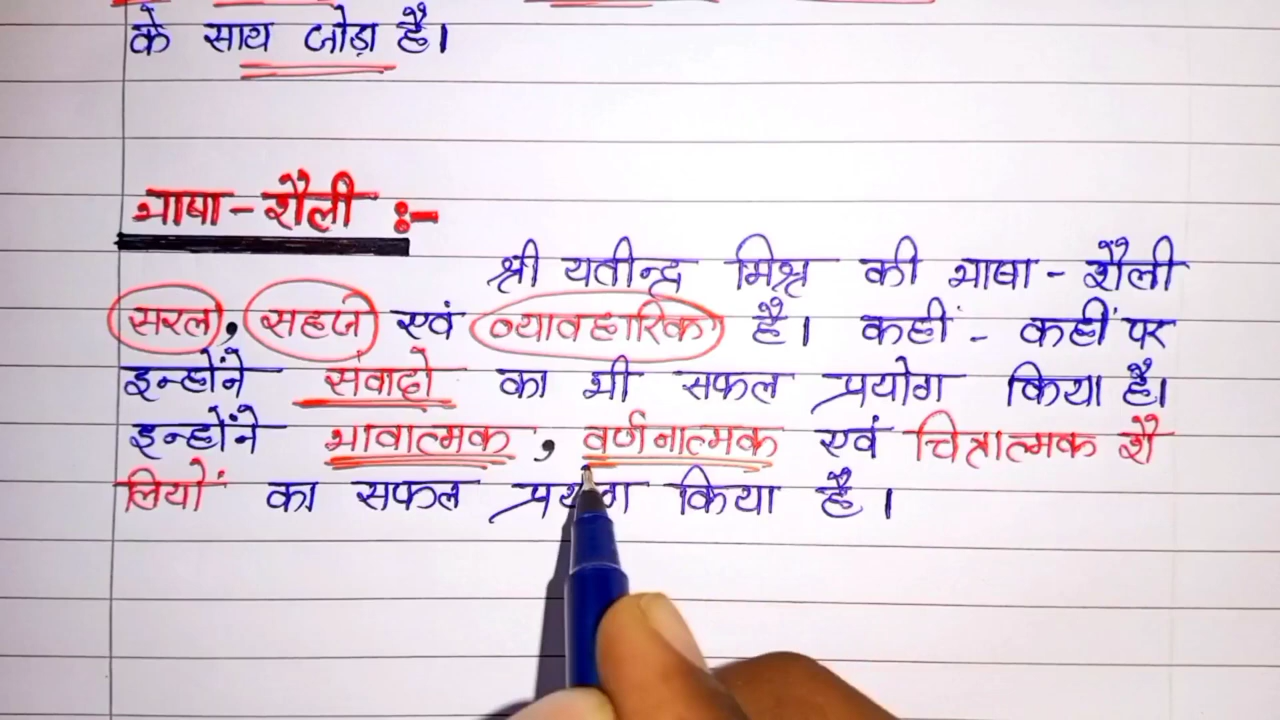 के साथ जोड़ा है।
भाषा - शैली :-
श्री यतीन्द्र मिश्र की भाषा - शैली
सरल, सहज एवं व्यावहारिक है। कहीं - कहीं पर
इन्होंने संवादो का भी सफल प्रयोग किया है।
इन्होंने भावात्मक, वर्णनात्मक एवं चित्रात्मक शै
लियों का सफल प्रयोग किया है।